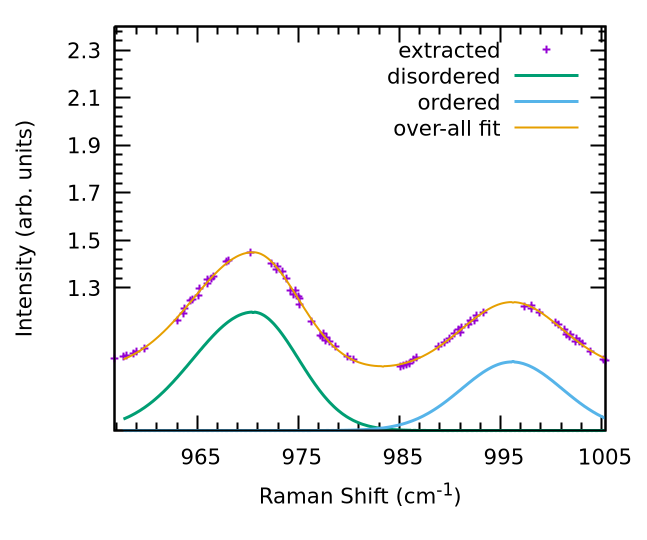 2.3
2.1
1.9
1.7
1.5
1.3
Intensity (arb. units)
extracted
disordered
ordered
over-all fit
965 975 985 995 1005
Raman Shift (cm-1)